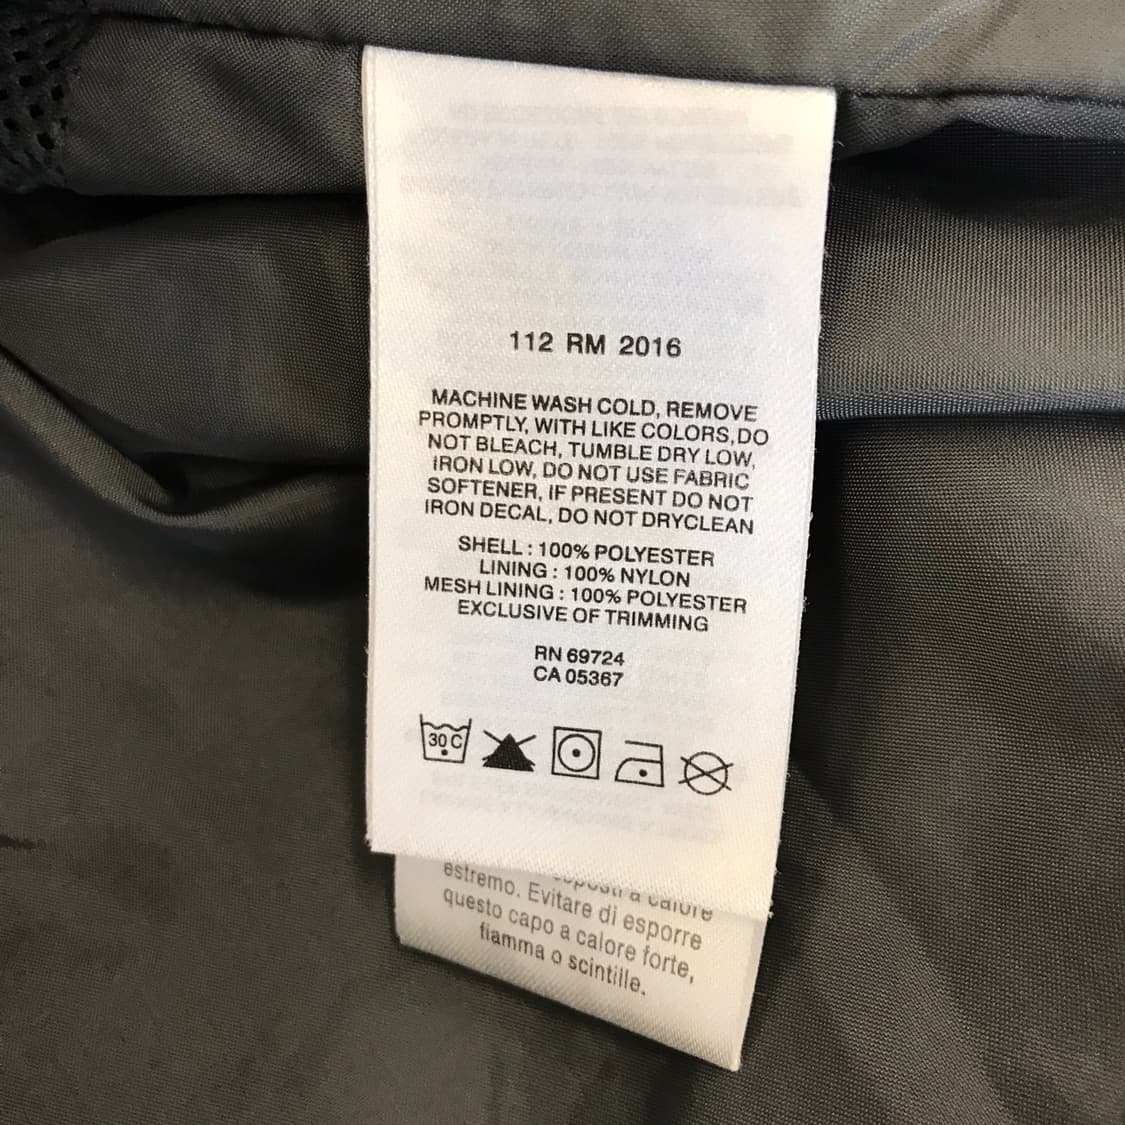 112 RM 2016
MACHINE WASH COLD, REMOVE
PROMPTLY, WITH LIKE COLORS,DO
NOT BLEACH, TUMBLE DRY LOW,
IRON LOW, DO NOT USE FABRIC
SOFTENER, IF PRESENT DO NOT
IRON DECAL, DO NOT DRYCLEAN
SHELL : 100% POLYESTER
LINING : 100% NYLON
MESH LINING : 100% POLYESTER
EXCLUSIVE OF TRIMMING
RN 69724
CA 05367
30 C
a calore
estremo. Evitare di esporre
questo capo a calore forte,
fiamma o scintille.